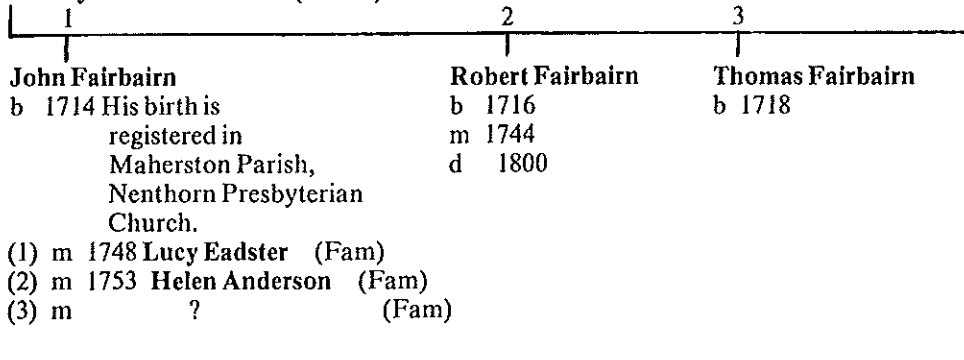 1 2 3
John Fairbairn Robert Fairbairn Thomas Fairbairn
b 1714 His birth is b 1716 b 1718
registered in m 1744
Maherston Parish, d 1800
Nenthorn Presbyterian
Church.
(1) m 1748 Lucy Eadster (Fam)
(2) m 1753 Helen Anderson (Fam)
(3) m ? (Fam)